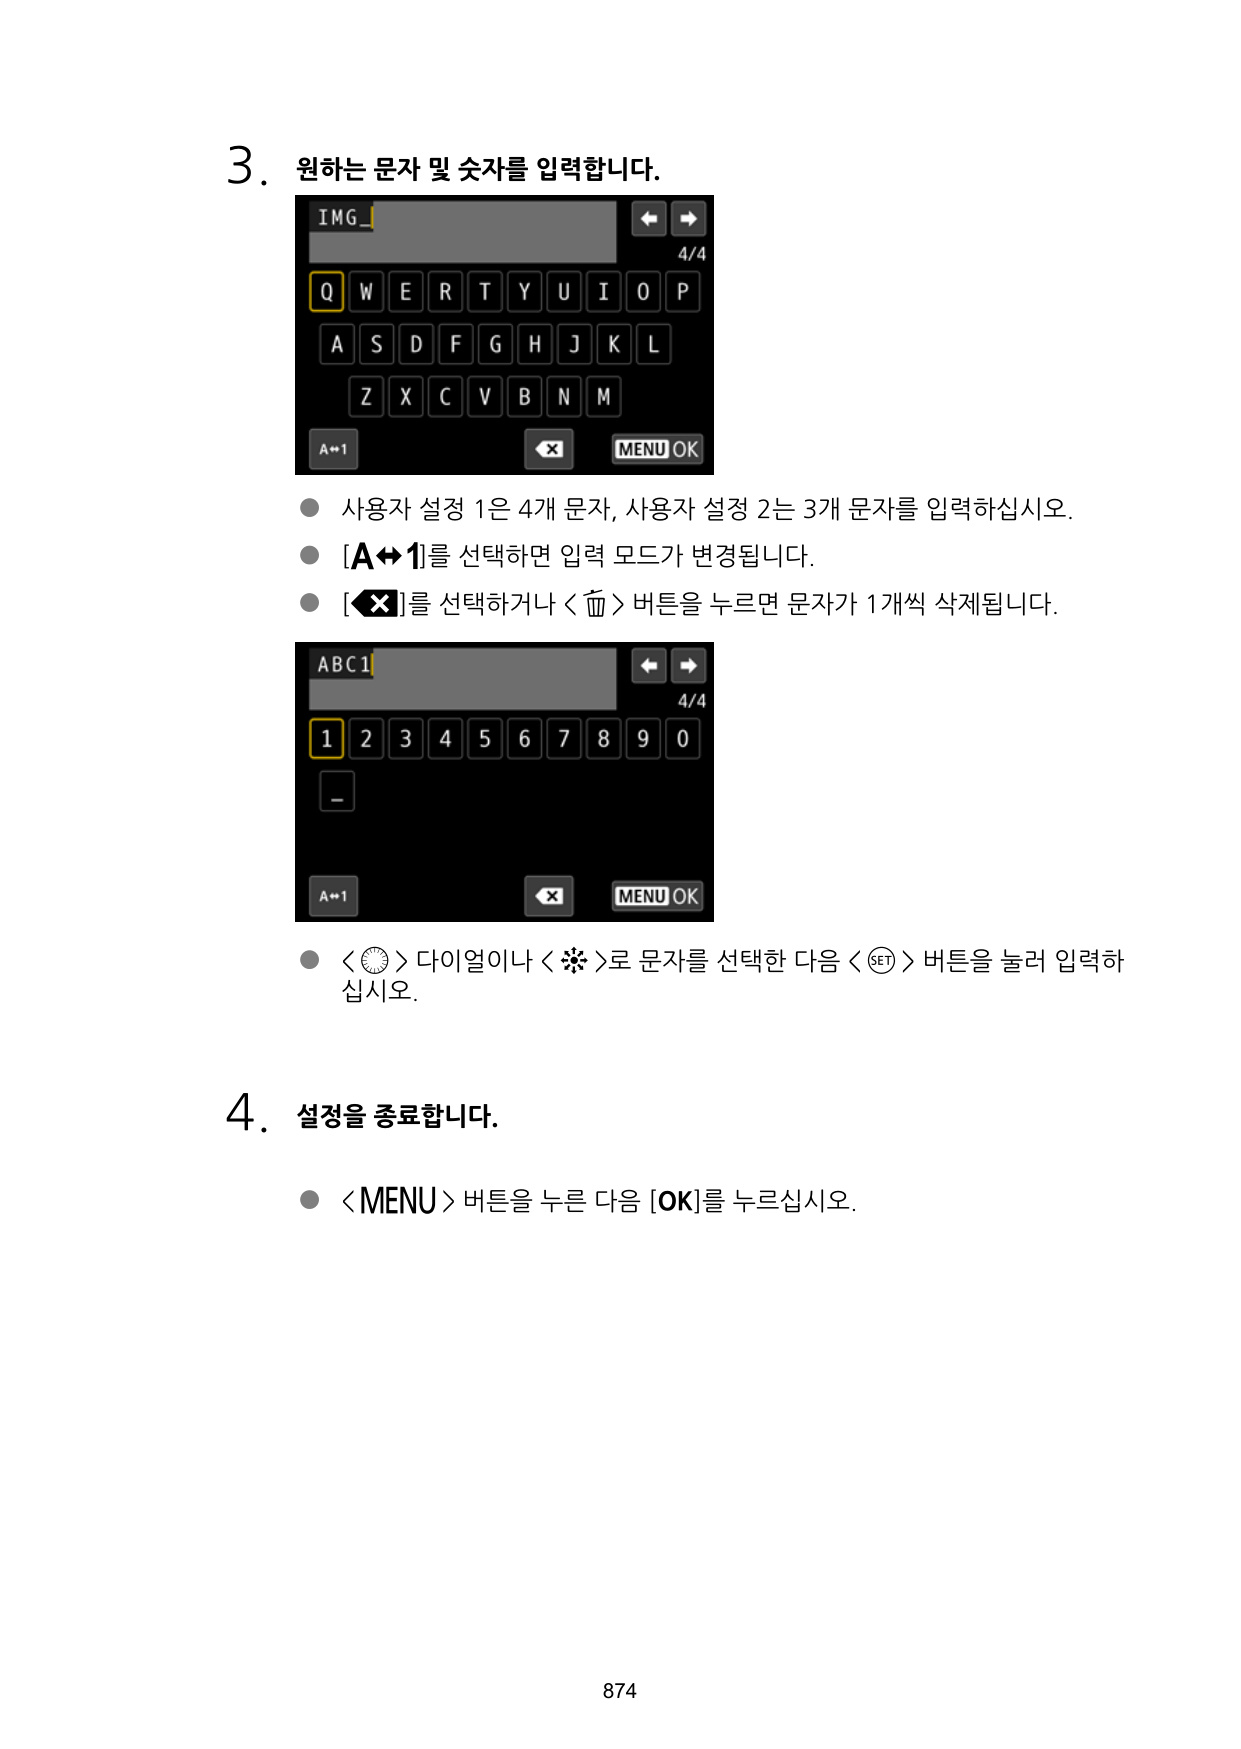 3. 원하는 문자 및 숫자를 입력합니다.
IMG_
4/4
Q W E R T Y U I O P
A S D F G H J K L
Z X C V B N M
A↔1 MENU OK
● 사용자 설정 1은 4개 문자, 사용자 설정 2는 3개 문자를 입력하십시오.
● [A↔1]를 선택하면 입력 모드가 변경됩니다.
● [⌫]를 선택하거나 < 🗑 > 버튼을 누르면 문자가 1개씩 삭제됩니다.
ABC1
4/4
1 2 3 4 5 6 7 8 9 0
_
A↔1 MENU OK
● < > 다이얼이나 < >로 문자를 선택한 다음 < SET > 버튼을 눌러 입력하
십시오.
4. 설정을 종료합니다.
● < MENU > 버튼을 누른 다음 [OK]를 누르십시오.
874